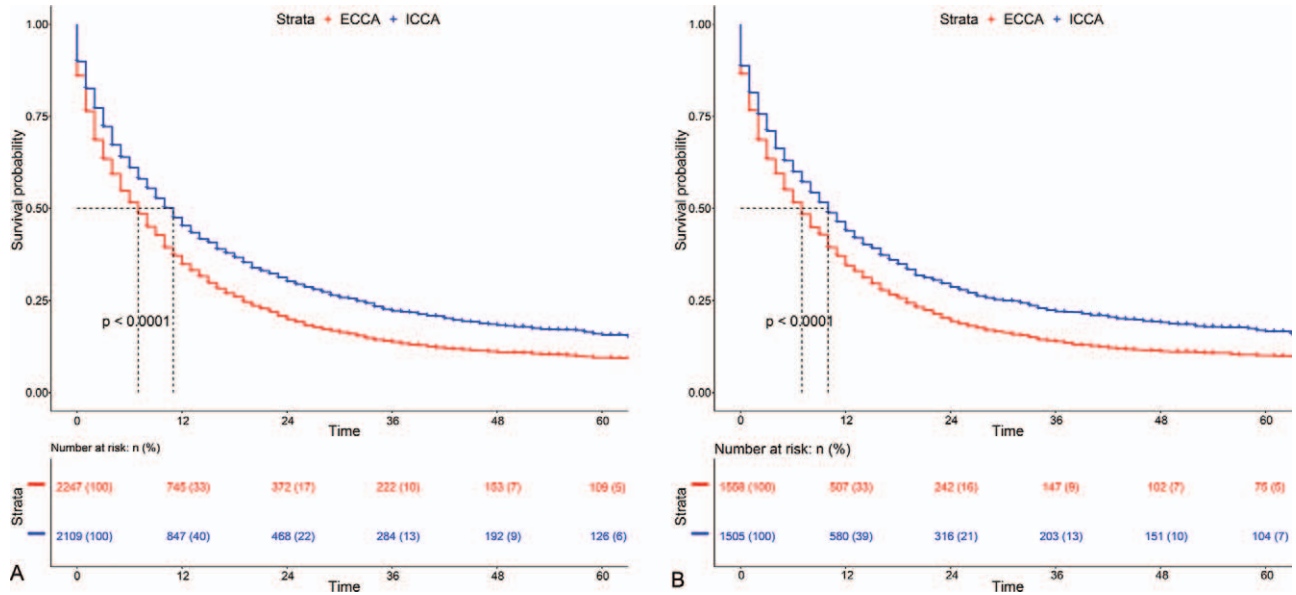 Strata ECCA ICCA
1.00
0.75
0.50
0.25
0.00
Survival probability
p < 0.0001
0 12 24 36 48 60
Time
Number at risk: n (%)
Strata
2247 (100) 745 (33) 372 (17) 222 (10) 153 (7) 109 (5)
2109 (100) 847 (40) 468 (22) 284 (13) 192 (9) 126 (6)
0 12 24 36 48 60
Time
A
Strata ECCA ICCA
1.00
0.75
0.50
0.25
0.00
Survival probability
p < 0.0001
0 12 24 36 48 60
Time
Number at risk: n (%)
Strata
(100) 507 (33) 242 (16) 147 (9) 102 (7) 75 (5)
1505 (100) 580 (39) 316 (21) 203 (13) 151 (10) 104 (7)
0 12 24 36 48 60
Time
B